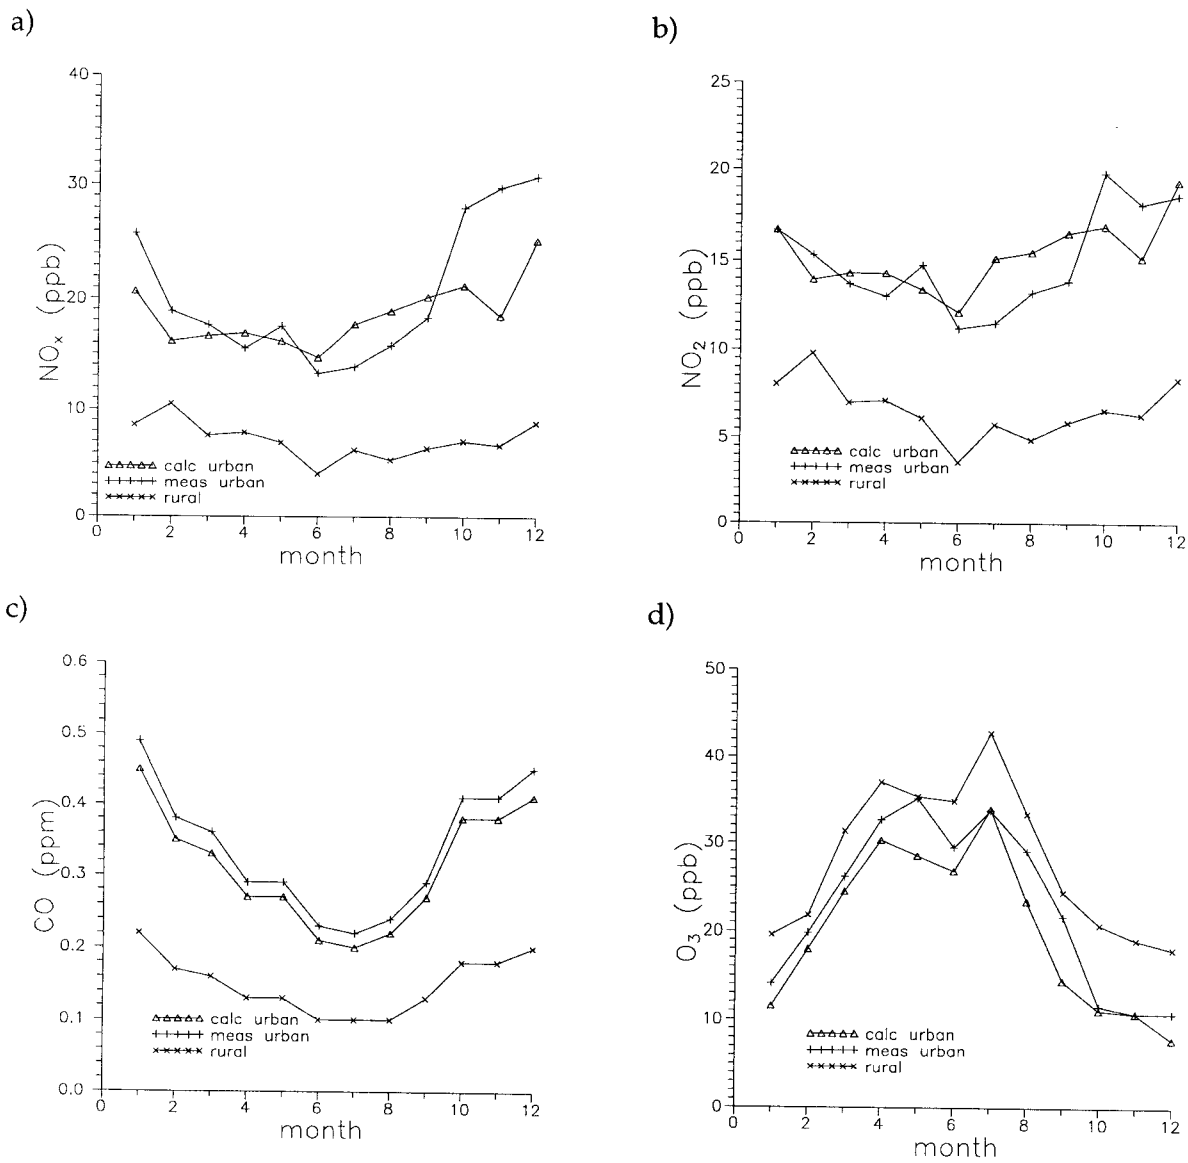 a)
40
30
20
10
0
NOx (ppb)
calc urban
meas urban
rural
0 2 4 6 8 10 12
month
b)
25
20
15
10
5
0
NO2 (ppb)
calc urban
meas urban
rural
0 2 4 6 8 10 12
month
c)
0.6
0.5
0.4
0.3
0.2
0.1
0.0
CO (ppm)
calc urban
meas urban
rural
0 2 4 6 8 10 12
month
d)
50
40
30
20
10
0
O3 (ppb)
calc urban
meas urban
rural
0 2 4 6 8 10 12
month